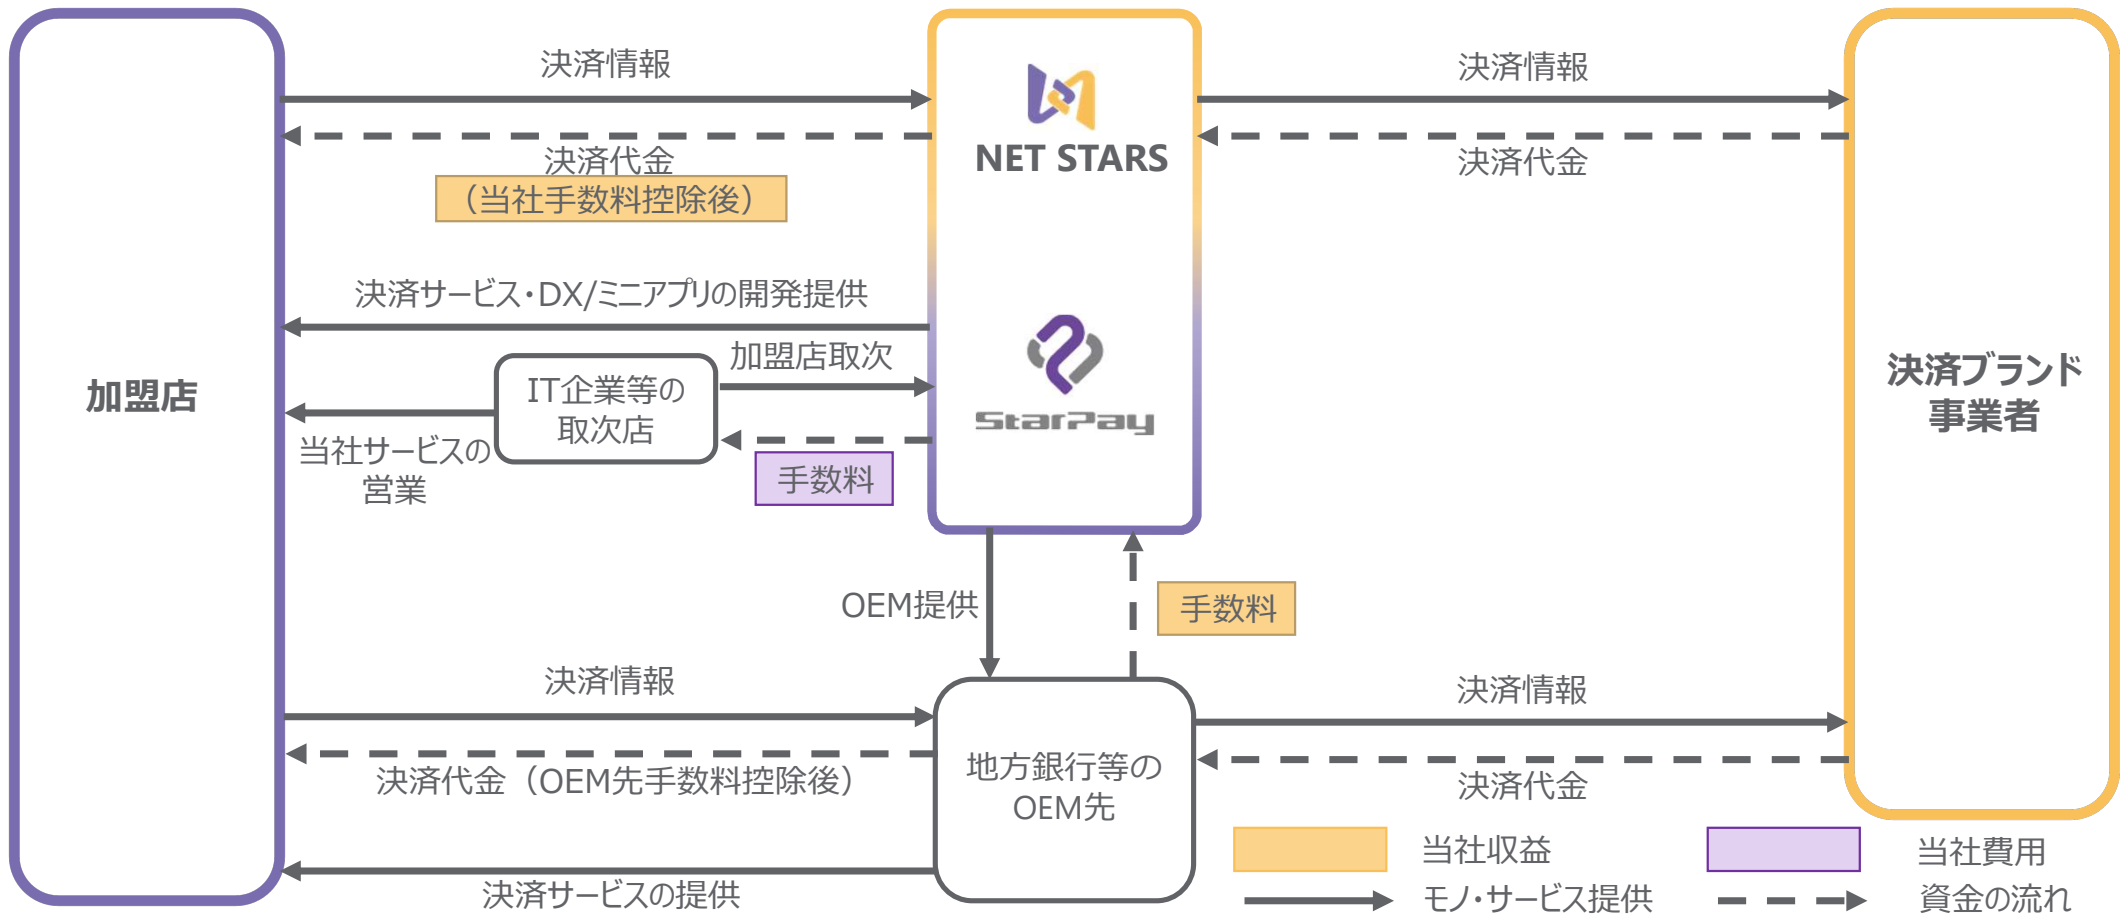 決済情報
決済代金
（当社手数料控除後）
決済サービス・DX/ミニアプリの開発提供
加盟店取次
IT企業等の
取次店
当社サービスの
営業
手数料
加盟店
NET STARS
StarPay
決済情報
決済代金
決済ブランド
事業者
OEM提供
手数料
決済情報
決済代金（OEM先手数料控除後）
決済サービスの提供
地方銀行等の
OEM先
決済情報
決済代金
当社収益
当社費用
モノ・サービス提供
資金の流れ